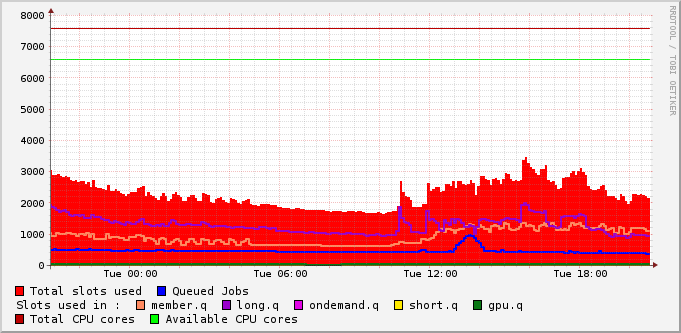 8000
7000
6000
5000
4000
3000
2000
1000
0
Tue 00:00 Tue 06:00 Tue 12:00 Tue 18:00
RRDTOOL / TOBI OETIKER
Total slots used Queued Jobs
Slots used in : member.q long.q ondemand.q short.q gpu.q
Total CPU cores Available CPU cores